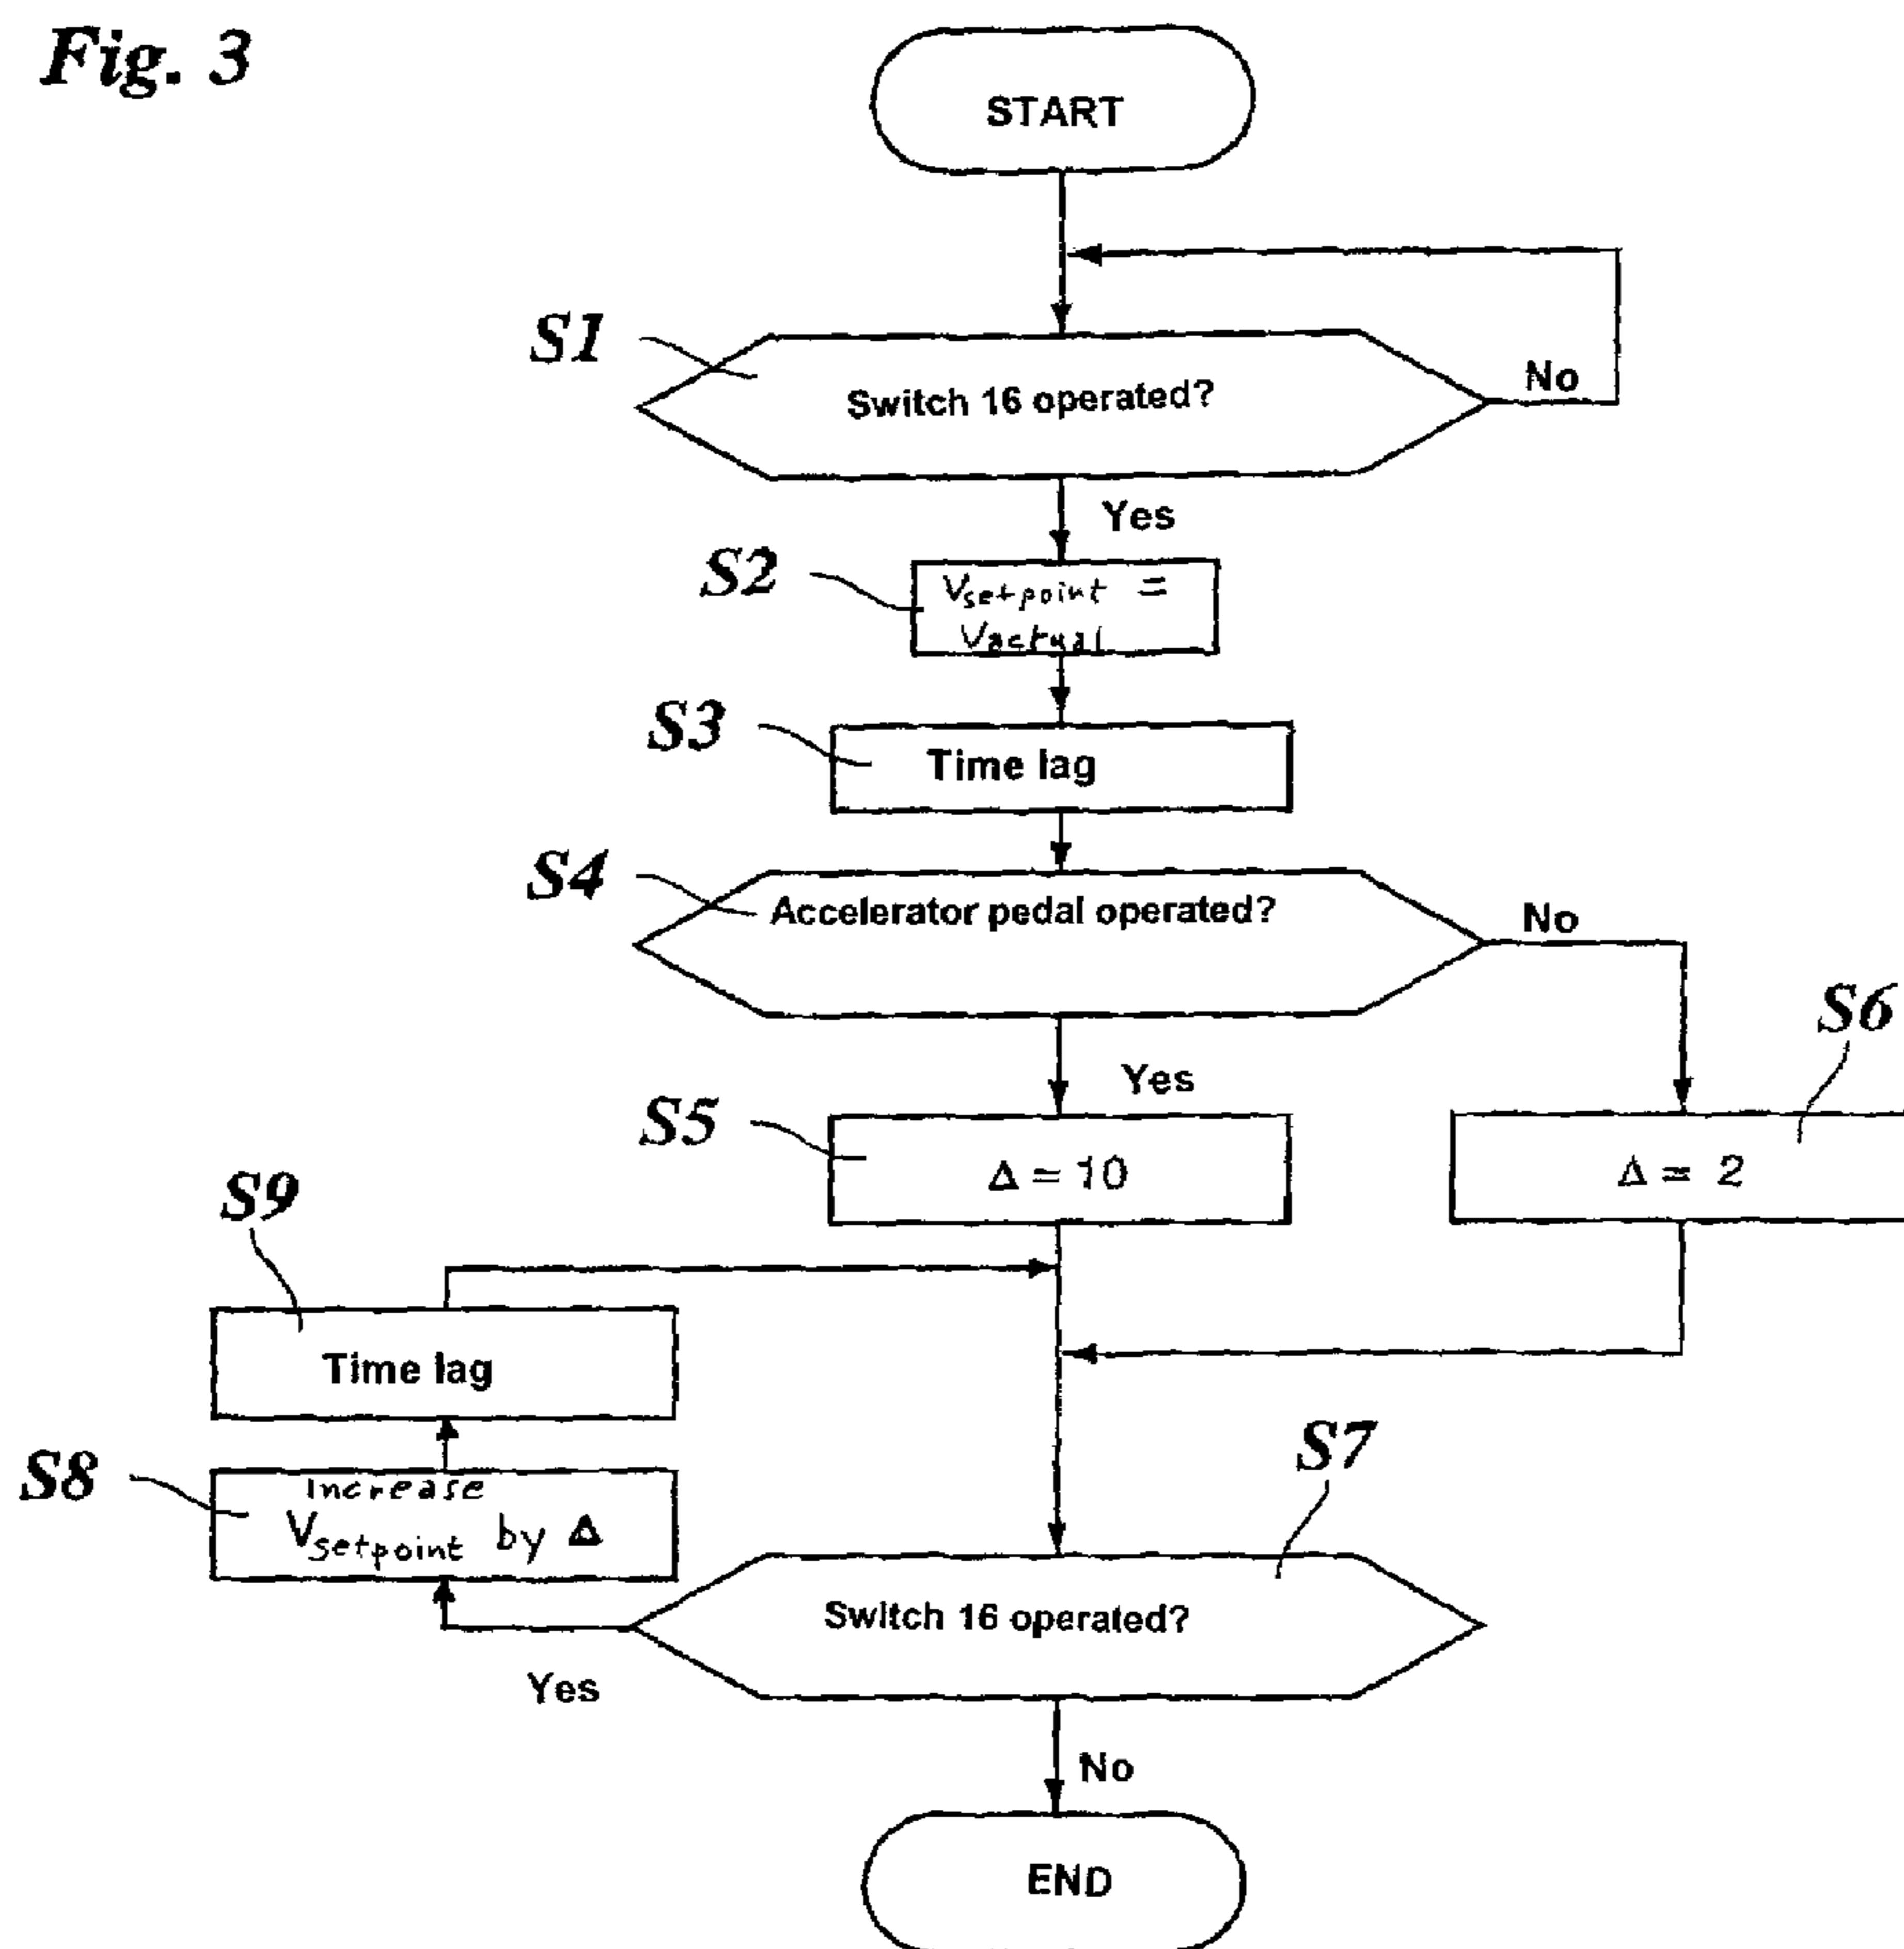 Fig. 3
START
S1
Switch 16 operated?
No
Yes
S2
Vsetpoint =
Vactual
S3
Time lag
S4
Accelerator pedal operated?
No
Yes
S5
Δ = 10
S6
Δ = 2
S9
Time lag
S8
Increase
Vsetpoint by Δ
S7
Switch 16 operated?
Yes
No
END